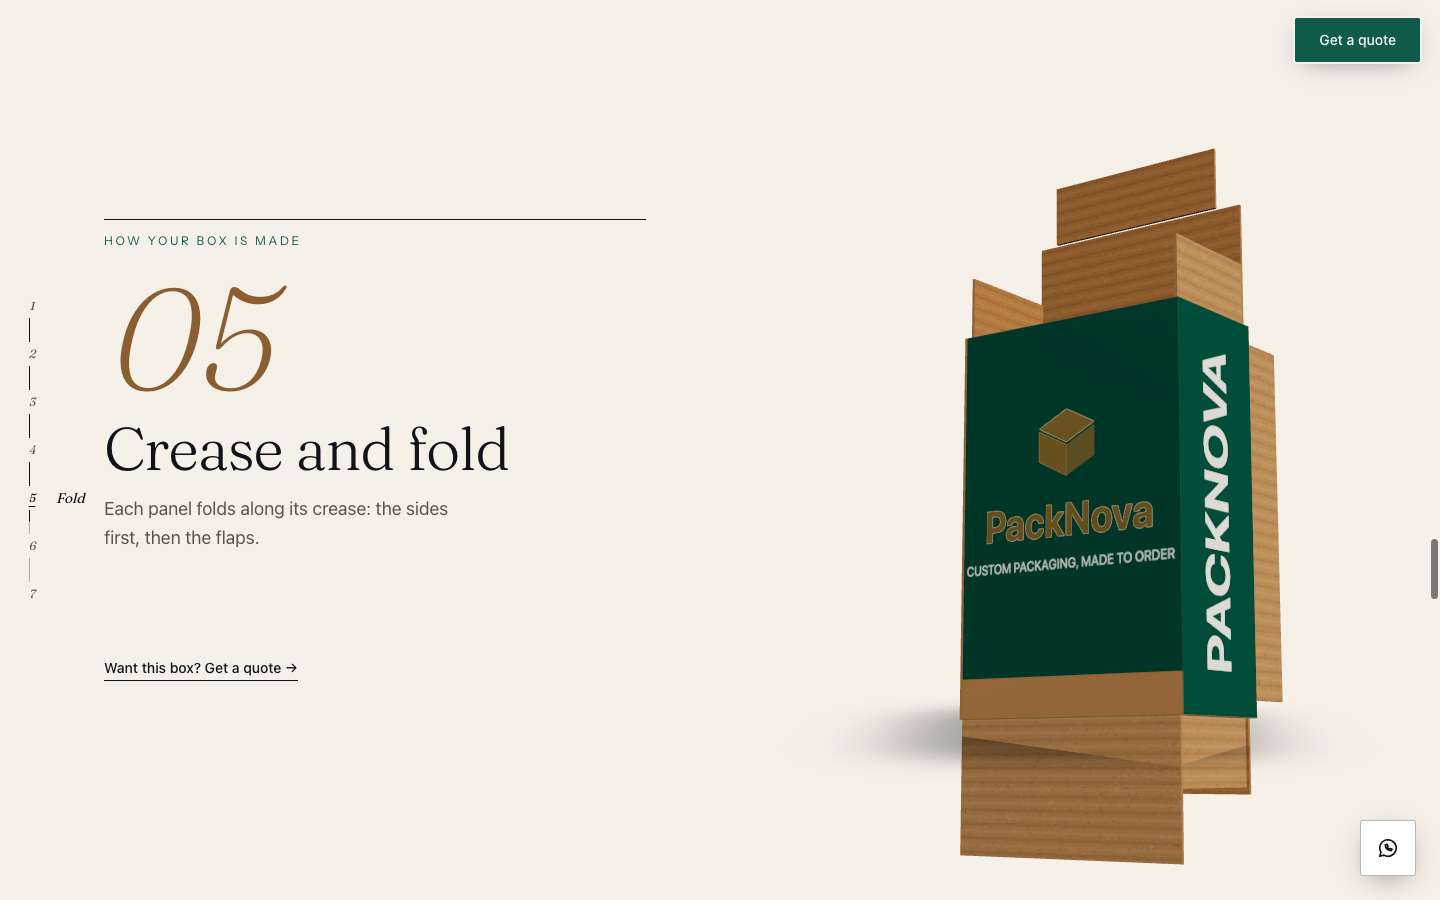 Get a quote
HOW YOUR BOX IS MADE
05
Crease and fold
Each panel folds along its crease: the sides
first, then the flaps.
Want this box? Get a quote →
1
2
3
4
5 Fold
6
7
PackNova
CUSTOM PACKAGING, MADE TO ORDER
PACKNOVA